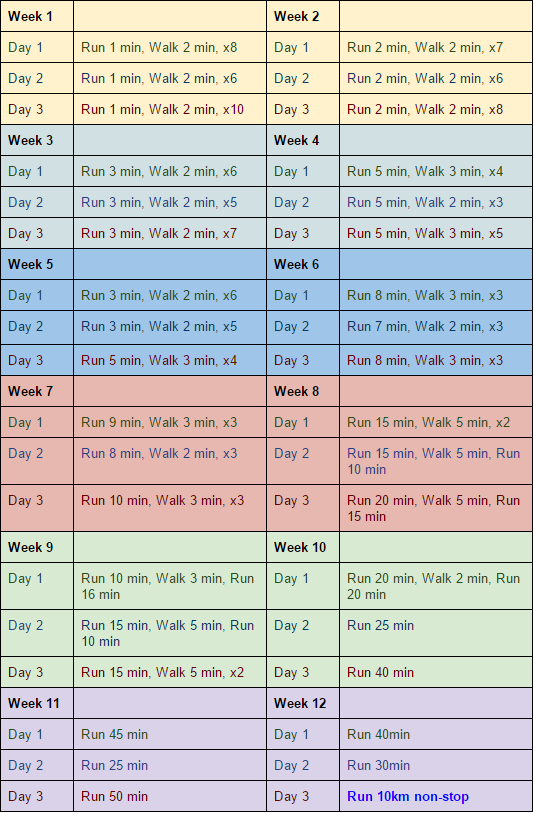 Week 1 Week 2
Day 1 Run 1 min, Walk 2 min, x8 Day 1 Run 2 min, Walk 2 min, x7
Day 2 Run 1 min, Walk 2 min, x6 Day 2 Run 2 min, Walk 2 min, x6
Day 3 Run 1 min, Walk 2 min, x10 Day 3 Run 2 min, Walk 2 min, x8
Week 3 Week 4
Day 1 Run 3 min, Walk 2 min, x6 Day 1 Run 5 min, Walk 3 min, x4
Day 2 Run 3 min, Walk 2 min, x5 Day 2 Run 5 min, Walk 2 min, x3
Day 3 Run 3 min, Walk 2 min, x7 Day 3 Run 5 min, Walk 3 min, x5
Week 5 Week 6
Day 1 Run 3 min, Walk 2 min, x6 Day 1 Run 8 min, Walk 3 min, x3
Day 2 Run 3 min, Walk 2 min, x5 Day 2 Run 7 min, Walk 2 min, x3
Day 3 Run 5 min, Walk 3 min, x4 Day 3 Run 8 min, Walk 3 min, x3
Week 7 Week 8
Day 1 Run 9 min, Walk 3 min, x3 Day 1 Run 15 min, Walk 5 min, x2
Day 2 Run 8 min, Walk 2 min, x3 Day 2 Run 15 min, Walk 5 min, Run
10 min
Day 3 Run 10 min, Walk 3 min, x3 Day 3 Run 20 min, Walk 5 min, Run
15 min
Week 9 Week 10
Day 1 Run 10 min, Walk 3 min, Run Day 1 Run 20 min, Walk 2 min, Run
16 min 20 min
Day 2 Run 15 min, Walk 5 min, Run Day 2 Run 25 min
10 min
Day 3 Run 15 min, Walk 5 min, x2 Day 3 Run 40 min
Week 11 Week 12
Day 1 Run 45 min Day 1 Run 40min
Day 2 Run 25 min Day 2 Run 30min
Day 3 Run 50 min Day 3 Run 10km non-stop